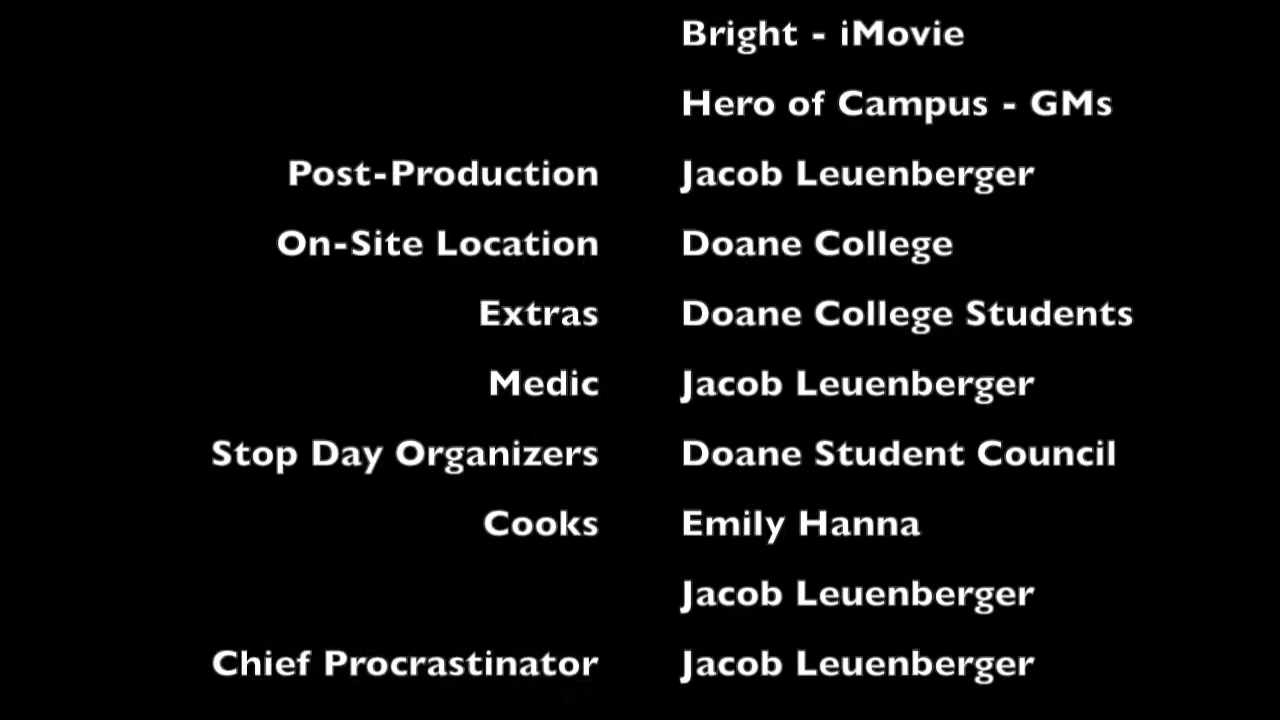 Bright - iMovie
Hero of Campus - GMs
Post-Production Jacob Leuenberger
On-Site Location Doane College
Extras Doane College Students
Medic Jacob Leuenberger
Stop Day Organizers Doane Student Council
Cooks Emily Hanna
Jacob Leuenberger
Chief Procrastinator Jacob Leuenberger